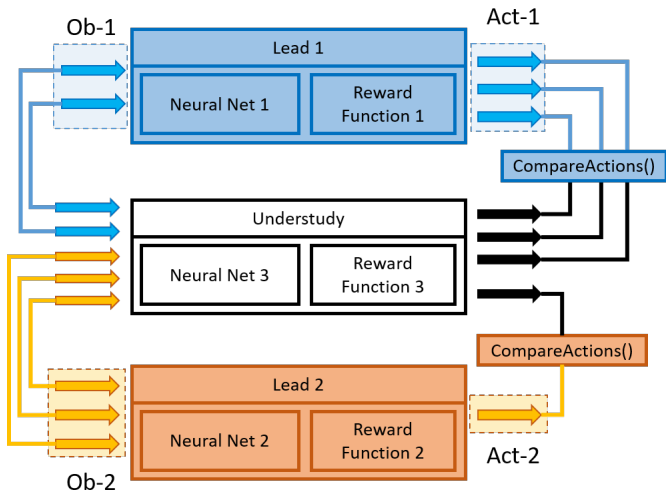 Ob-1
Act-1
Lead 1
Neural Net 1
Reward
Function 1
CompareActions()
Understudy
Neural Net 3
Reward
Function 3
CompareActions()
Lead 2
Neural Net 2
Reward
Function 2
Ob-2
Act-2